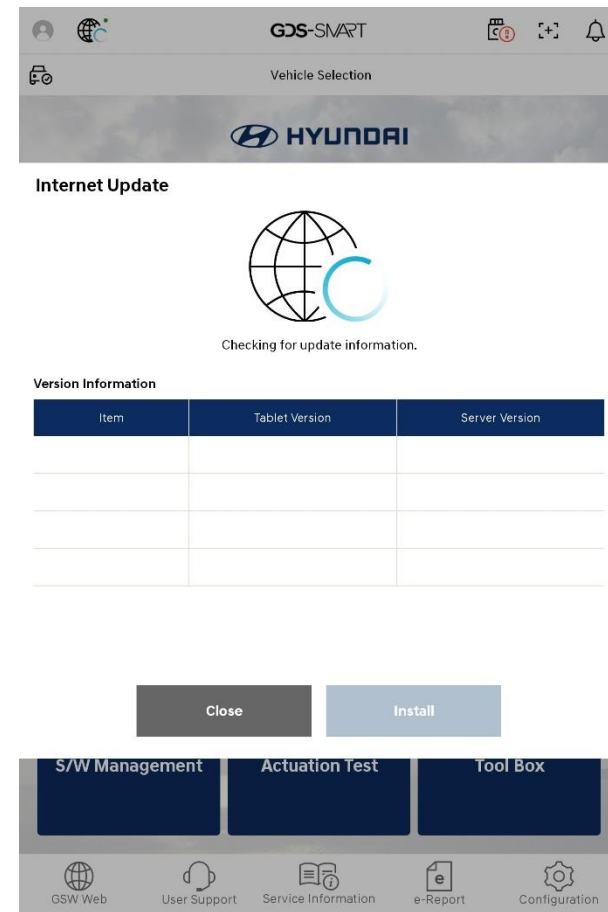 GDS-SMART
Vehicle Selection
HYUNDAI
Internet Update
Checking for update information.
Version Information
Item Tablet Version Server Version
Close Install
S/W Management Actuation Test Tool Box
GSW Web User Support Service Information e-Report Configuration